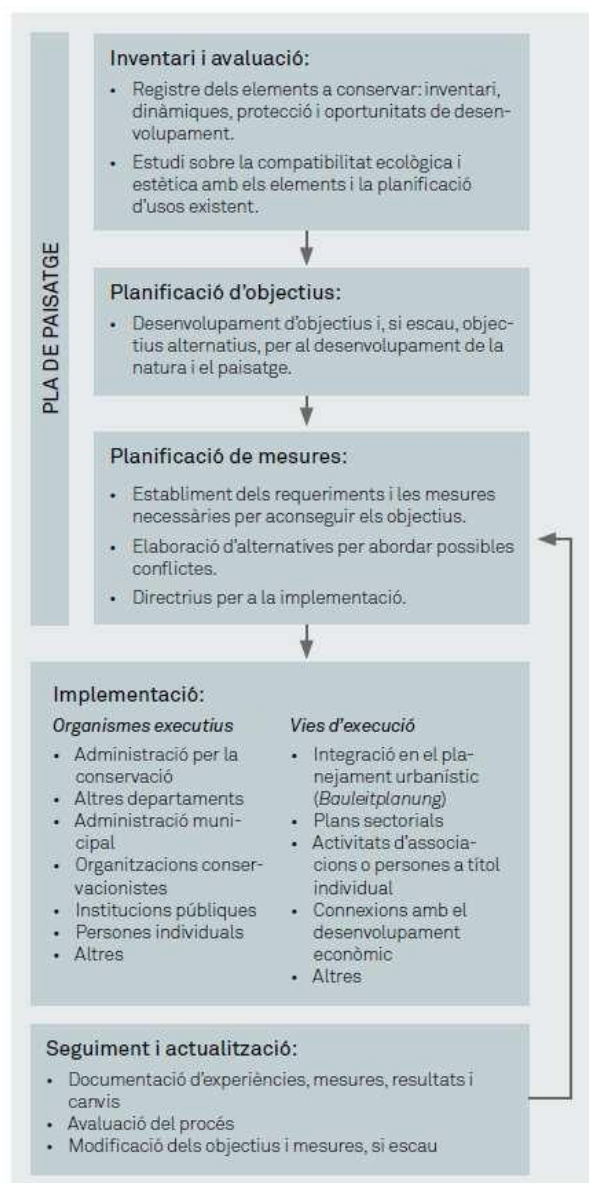 PLA DE PAISATGE
Inventari i avaluació:
• Registre dels elements a conservar: inventari,
dinàmiques, protecció i oportunitats de desen-
volupament.
• Estudi sobre la compatibilitat ecològica i
estètica amb els elements i la planificació
d'usos existent.
Planificació d'objectius:
• Desenvolupament d'objectius i, si escau, objec-
tius alternatius, per al desenvolupament de la
natura i el paisatge.
Planificació de mesures:
• Establiment dels requeriments i les mesures
necessàries per aconseguir els objectius.
• Elaboració d'alternatives per abordar possibles
conflictes.
• Directrius per a la implementació.
Implementació:
Organismes executius
• Administració per la
conservació
• Altres departaments
• Administració muni-
cipal
• Organitzacions conser-
vacionistes
• Institucions públiques
• Persones individuals
• Altres
Vies d'execució
• Integració en el pla-
nejament urbanístic
(Bauleitplanung)
• Plans sectorials
• Activitats d'associa-
cions o persones a títol
individual
• Connexions amb el
desenvolupament
econòmic
• Altres
Seguiment i actualització:
• Documentació d'experiències, mesures, resultats i
canvis
• Avaluació del procés
• Modificació dels objectius i mesures, si escau